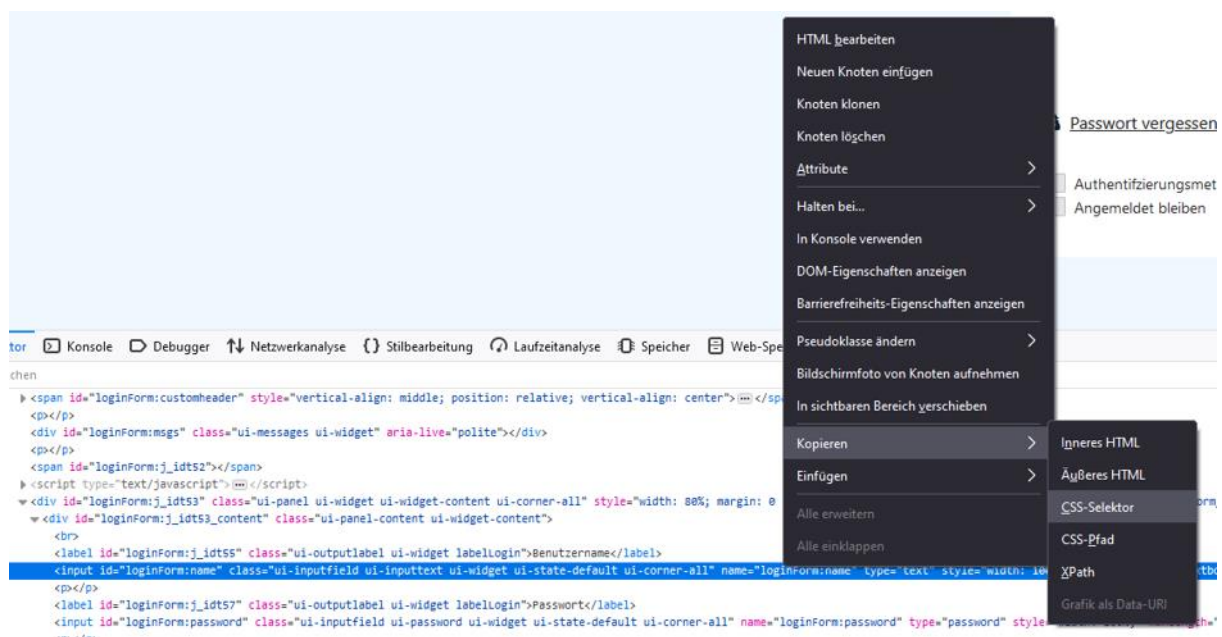 HTML bearbeiten
Neuen Knoten einfügen
Knoten klonen
Knoten löschen
Attribute
Halten bei...
In Konsole verwenden
DOM-Eigenschaften anzeigen
Barrierefreiheits-Eigenschaften anzeigen
Pseudoklasse ändern
Bildschirmfoto von Knoten aufnehmen
In sichtbaren Bereich verschieben
Kopieren
Einfügen
Alle erweitern
Alle einklappen
Inneres HTML
Äußeres HTML
CSS-Selektor
CSS-Pfad
XPath
Grafik als Data-URI
Passwort vergessen
Authentifzierungsmet
Angemeldet bleiben
tor Konsole Debugger Netzwerkanalyse {} Stilbearbeitung Laufzeitanalyse Speicher Web-Spe
chen
<span id="loginForm:customheader" style="vertical-align: middle; position: relative; vertical-align: center"></sp
<p></p>
<div id="loginForm:msgs" class="ui-messages ui-widget" aria-live="polite"></div>
<p></p>
<span id="loginForm:j_idt52"></span>
<script type="text/javascript"></script>
<div id="loginForm:j_idt53" class="ui-panel ui-widget ui-widget-content ui-corner-all" style="width: 80%; margin: 0
<div id="loginForm:j_idt53_content" class="ui-panel-content ui-widget-content">
<br>
<label id="loginForm:j_idt55" class="ui-outputlabel ui-widget labelLogin">Benutzername</label>
<input id="loginForm:name" class="ui-inputfield ui-inputtext ui-widget ui-state-default ui-corner-all" name="loginForm:name" type="text" style="width:
<p></p>
<label id="loginForm:j_idt57" class="ui-outputlabel ui-widget labelLogin">Passwort</label>
<input id="loginForm:password" class="ui-inputfield ui-password ui-widget ui-state-default ui-corner-all" name="loginForm:password" type="password" style